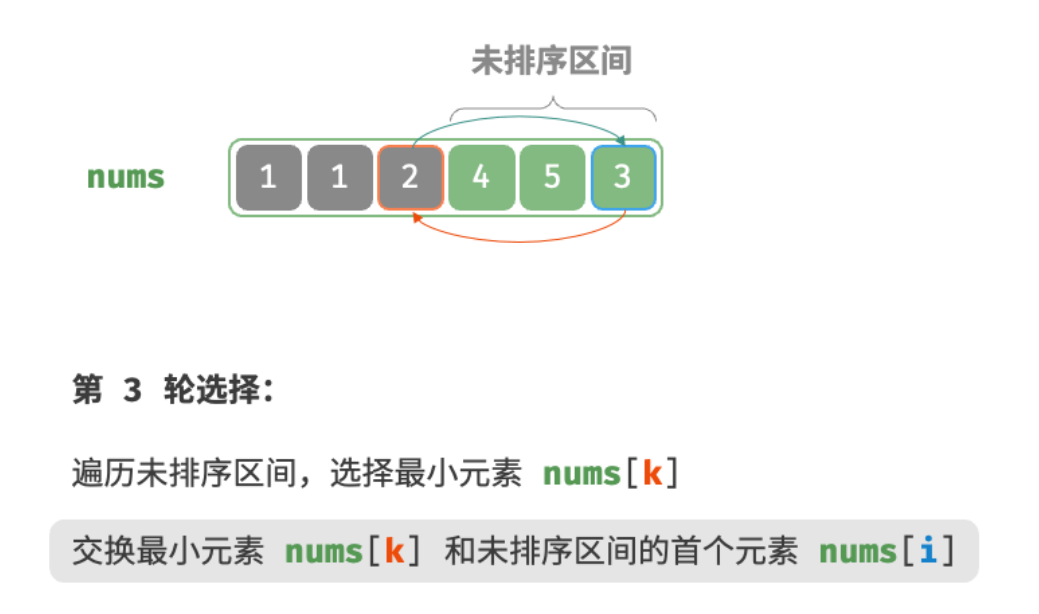 未排序区间
nums 1 1 2 4 5 3
第 3 轮选择：
遍历未排序区间，选择最小元素 nums[k]
交换最小元素 nums[k] 和未排序区间的首个元素 nums[i]